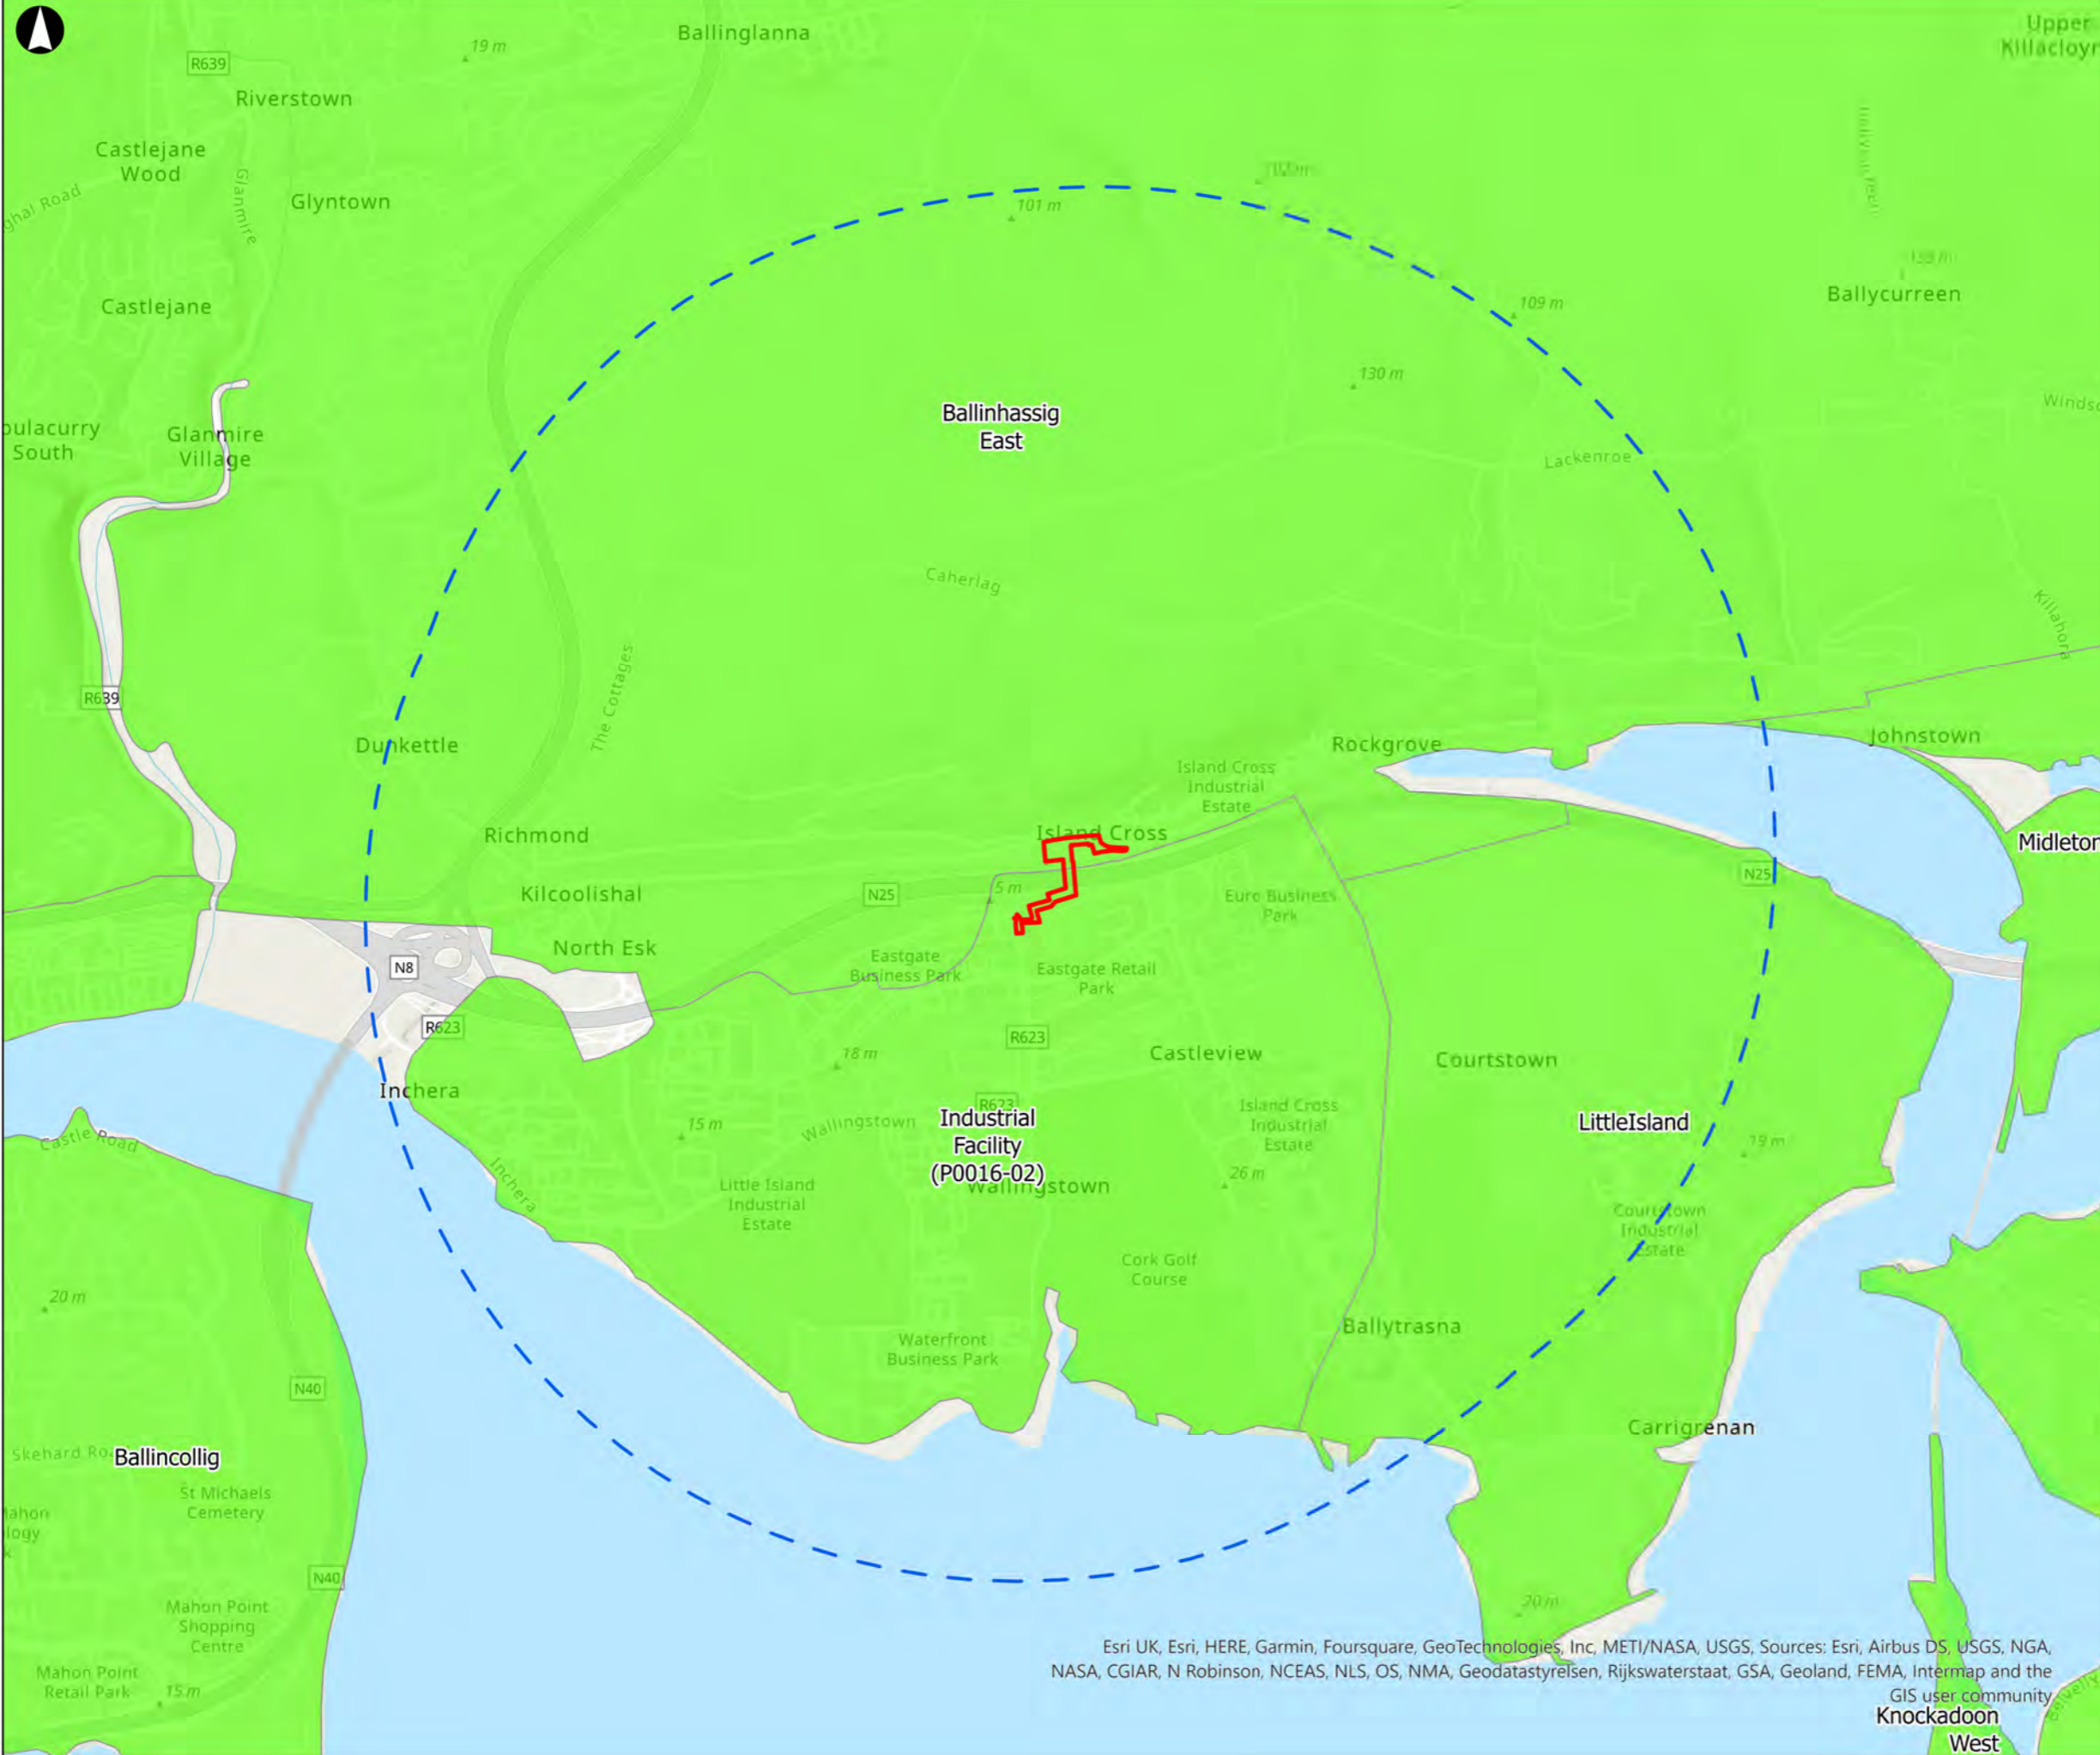 Ballinglanna
Upper
19 m
R639
Riverstown
Castlejane
Wood
Glanmire
Glyntown
101 m
Castlejane
109 m
Ballycurreen
130 m
South
Glanmire
Village
Ballinhassig
East
Lackenroe
Caherlag
Killahora
The Cottages
R639
Dunkettle
Rockgrove
Johnstown
Island Cross
Industrial
Estate
Richmond
Island Cross
Midleton
Kilcoolishal
N25
5 m
Euro Business
Park
N25
North Esk
N8
Eastgate
Business Park
Eastgate Retail
Park
R623
R623
18 m
Castleview
Courtstown
Inchera
R623
Island Cross
Industrial
Estate
Industrial
Facility
(P0016-02)
LittleIsland
Castle Road
15 m
Wallingstown
19 m
Inchera
Little Island
Industrial
Estate
Wallingstown
26 m
Courtstown
Industrial
Estate
Cork Golf
Course
20 m
Waterfront
Business Park
Ballytrasna
N40
Carrigrenan
Ballincollig
St Michaels
Cemetery
N40
Mahon Point
Shopping
Centre
20 m
Mahon Point
Retail Park
15 m
Esri UK, Esri, HERE, Garmin, Foursquare, GeoTechnologies, Inc, METI/NASA, USGS, Sources: Esri, Airbus DS, USGS, NGA,
NASA, CGIAR, N Robinson, NCEAS, NLS, OS, NMA, Geodatastyrelsen, Rijkswaterstaat, GSA, Geoland, FEMA, Intermap and the
GIS user community
Knockadoon
West